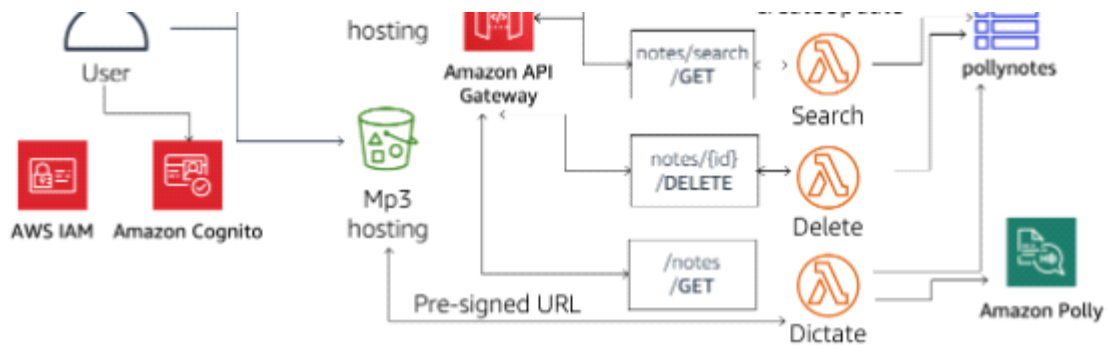 hosting
User
Amazon API
Gateway
notes/search
/GET
Search
pollynotes
AWS IAM
Amazon Cognito
Mp3
hosting
notes/{id}
/DELETE
Delete
/notes
/GET
Pre-signed URL
Dictate
Amazon Polly